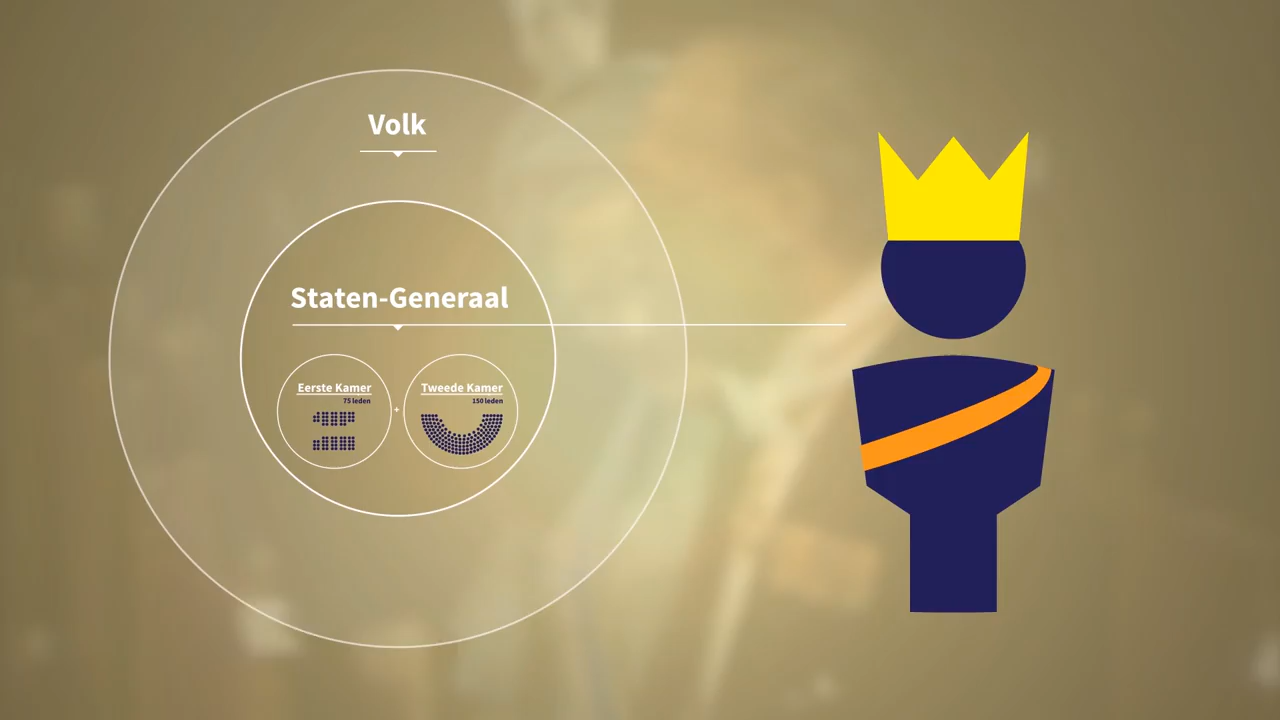 Volk
Staten-Generaal
Eerste Kamer
75 leden
+
Tweede Kamer
150 leden